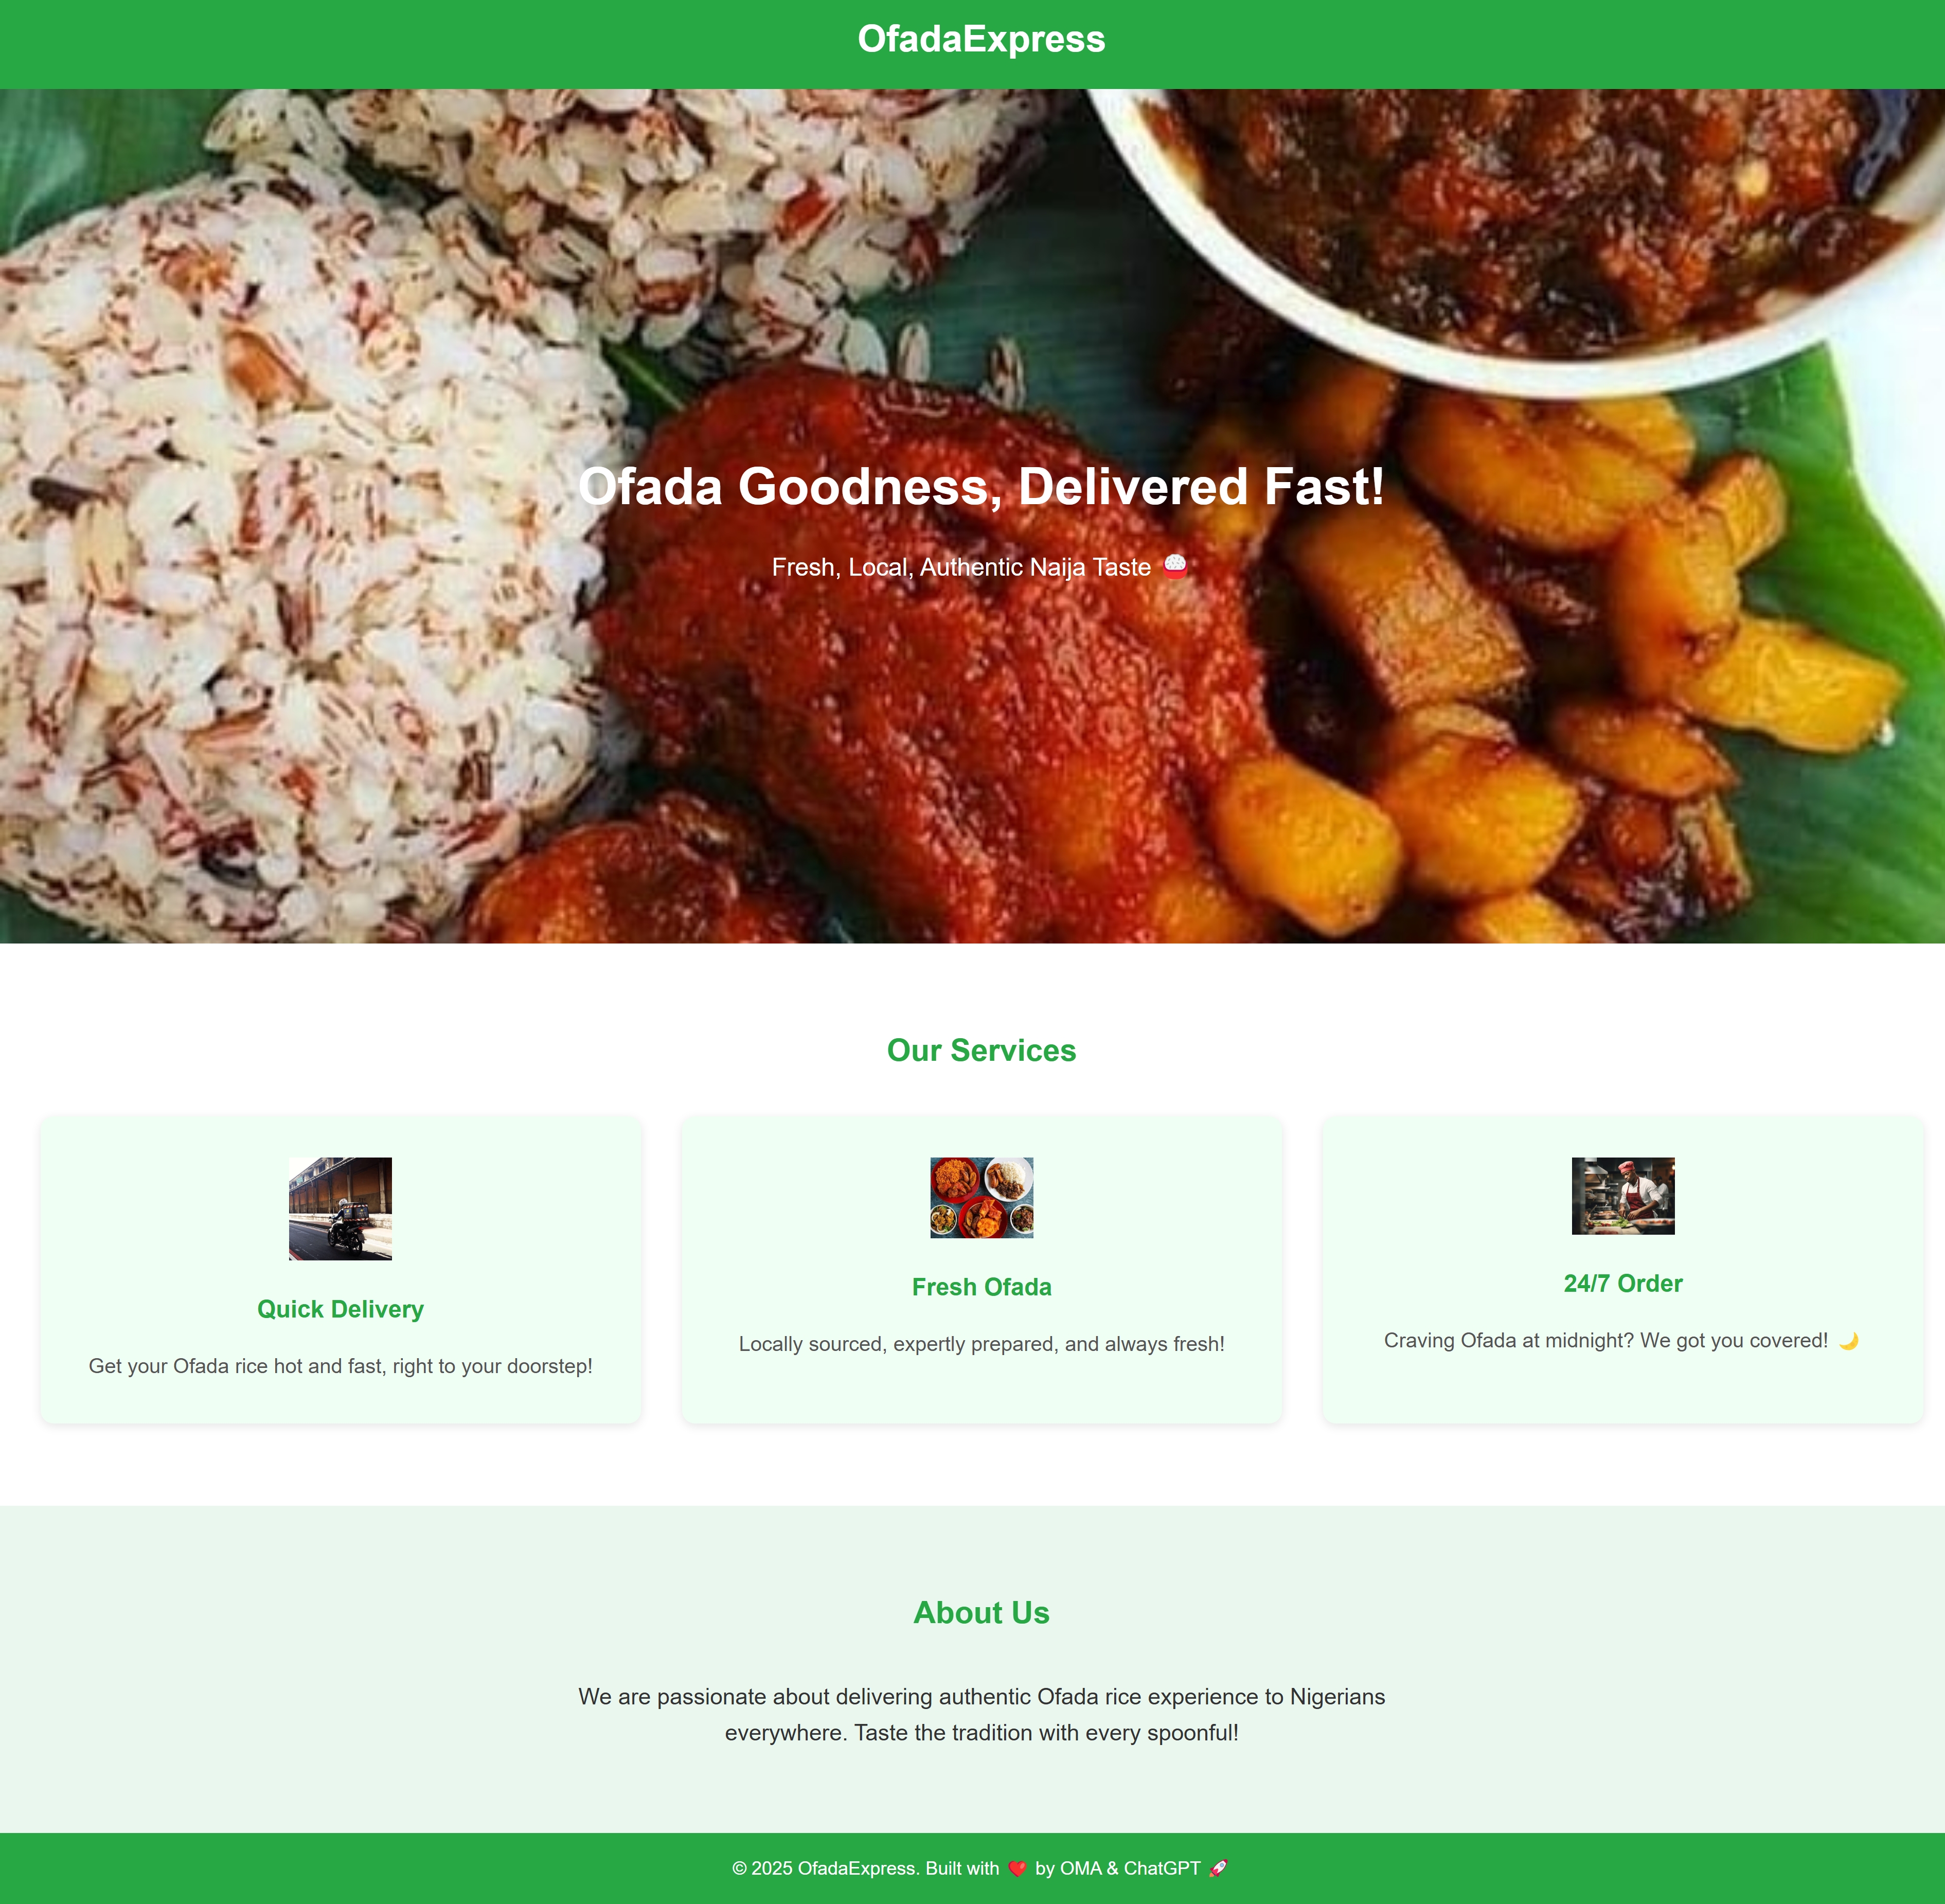 OfadaExpress
Ofada Goodness, Delivered Fast!
Fresh, Local, Authentic Naija Taste 🍚
Our Services
Quick Delivery
Get your Ofada rice hot and fast, right to your doorstep!
Fresh Ofada
Locally sourced, expertly prepared, and always fresh!
24/7 Order
Craving Ofada at midnight? We got you covered! 🌙
About Us
We are passionate about delivering authentic Ofada rice experience to Nigerians
everywhere. Taste the tradition with every spoonful!
© 2025 OfadaExpress. Built with ❤️ by OMA & ChatGPT 🚀